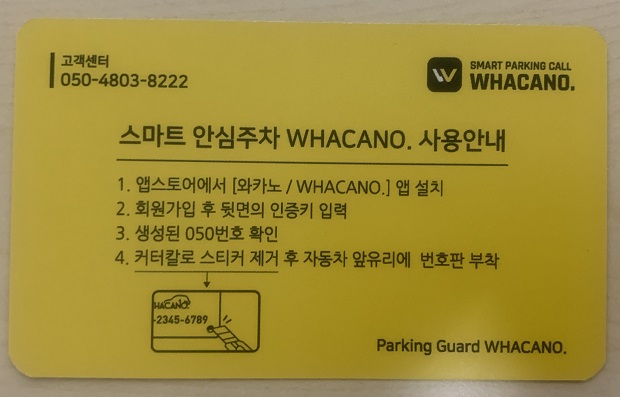 고객센터
050-4803-8222
SMART PARKING CALL
WHACANO.
스마트 안심주차 WHACANO. 사용안내
1. 앱스토어에서 [와카노 / WHACANO.] 앱 설치
2. 회원가입 후 뒷면의 인증키 입력
3. 생성된 050번호 확인
4. 커터칼로 스티커 제거 후 자동차 앞유리에 번호판 부착
HACANO.
-2345-6789
Parking Guard WHACANO.